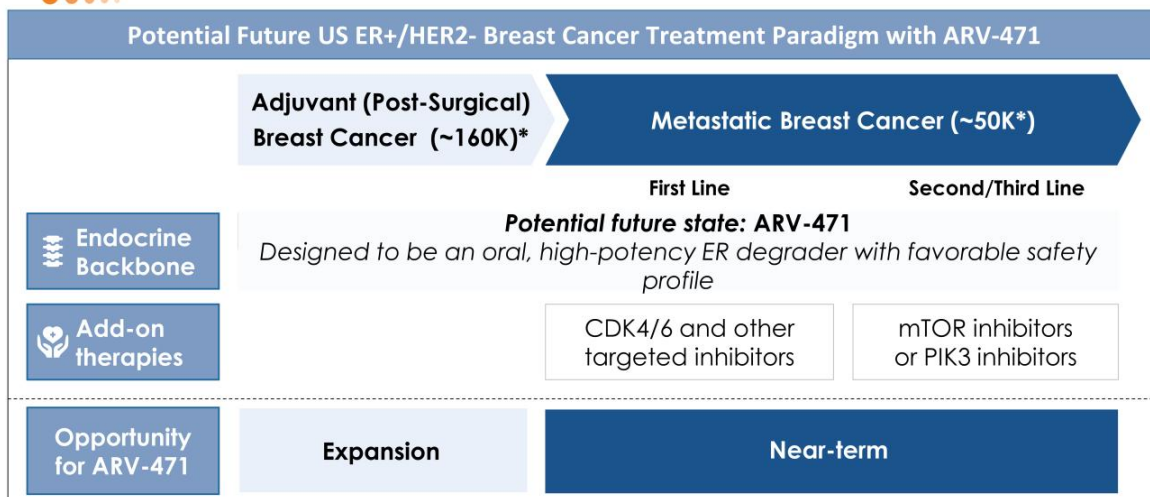 Potential Future US ER+/HER2- Breast Cancer Treatment Paradigm with ARV-471
Adjuvant (Post-Surgical)
Breast Cancer (~160K)*
Metastatic Breast Cancer (~50K*)
First Line
Second/Third Line
Endocrine
Backbone
Potential future state: ARV-471
Designed to be an oral, high-potency ER degrader with favorable safety
profile
Add-on
therapies
CDK4/6 and other
targeted inhibitors
mTOR inhibitors
or PIK3 inhibitors
Opportunity
for ARV-471
Expansion
Near-term